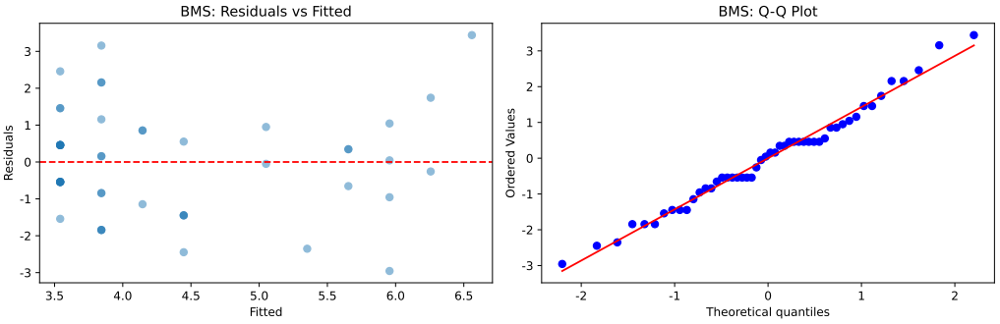 BMS: Residuals vs Fitted
Residuals
3
2
1
0
-1
-2
-3
3.5 4.0 4.5 5.0 5.5 6.0 6.5
Fitted
BMS: Q-Q Plot
Ordered Values
3
2
1
0
-1
-2
-3
-2 -1 0 1 2
Theoretical quantiles